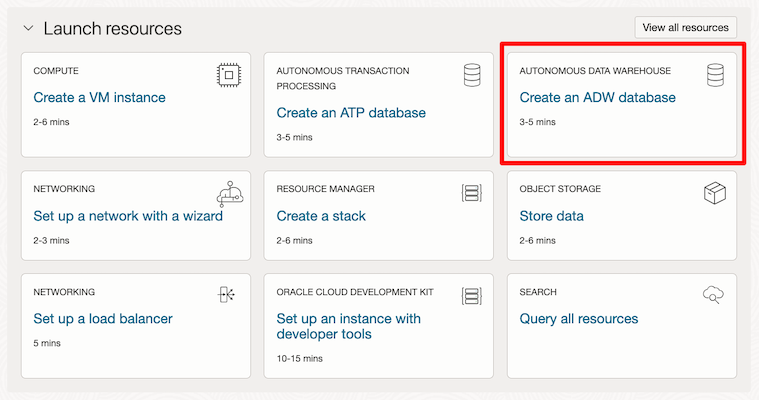 Launch resources
View all resources
COMPUTE
Create a VM instance
2-6 mins
AUTONOMOUS TRANSACTION
PROCESSING
Create an ATP database
3-5 mins
AUTONOMOUS DATA WAREHOUSE
Create an ADW database
3-5 mins
NETWORKING
Set up a network with a wizard
2-3 mins
RESOURCE MANAGER
Create a stack
2-6 mins
OBJECT STORAGE
Store data
2-6 mins
NETWORKING
Set up a load balancer
5 mins
ORACLE CLOUD DEVELOPMENT KIT
Set up an instance with
developer tools
10-15 mins
SEARCH
Query all resources